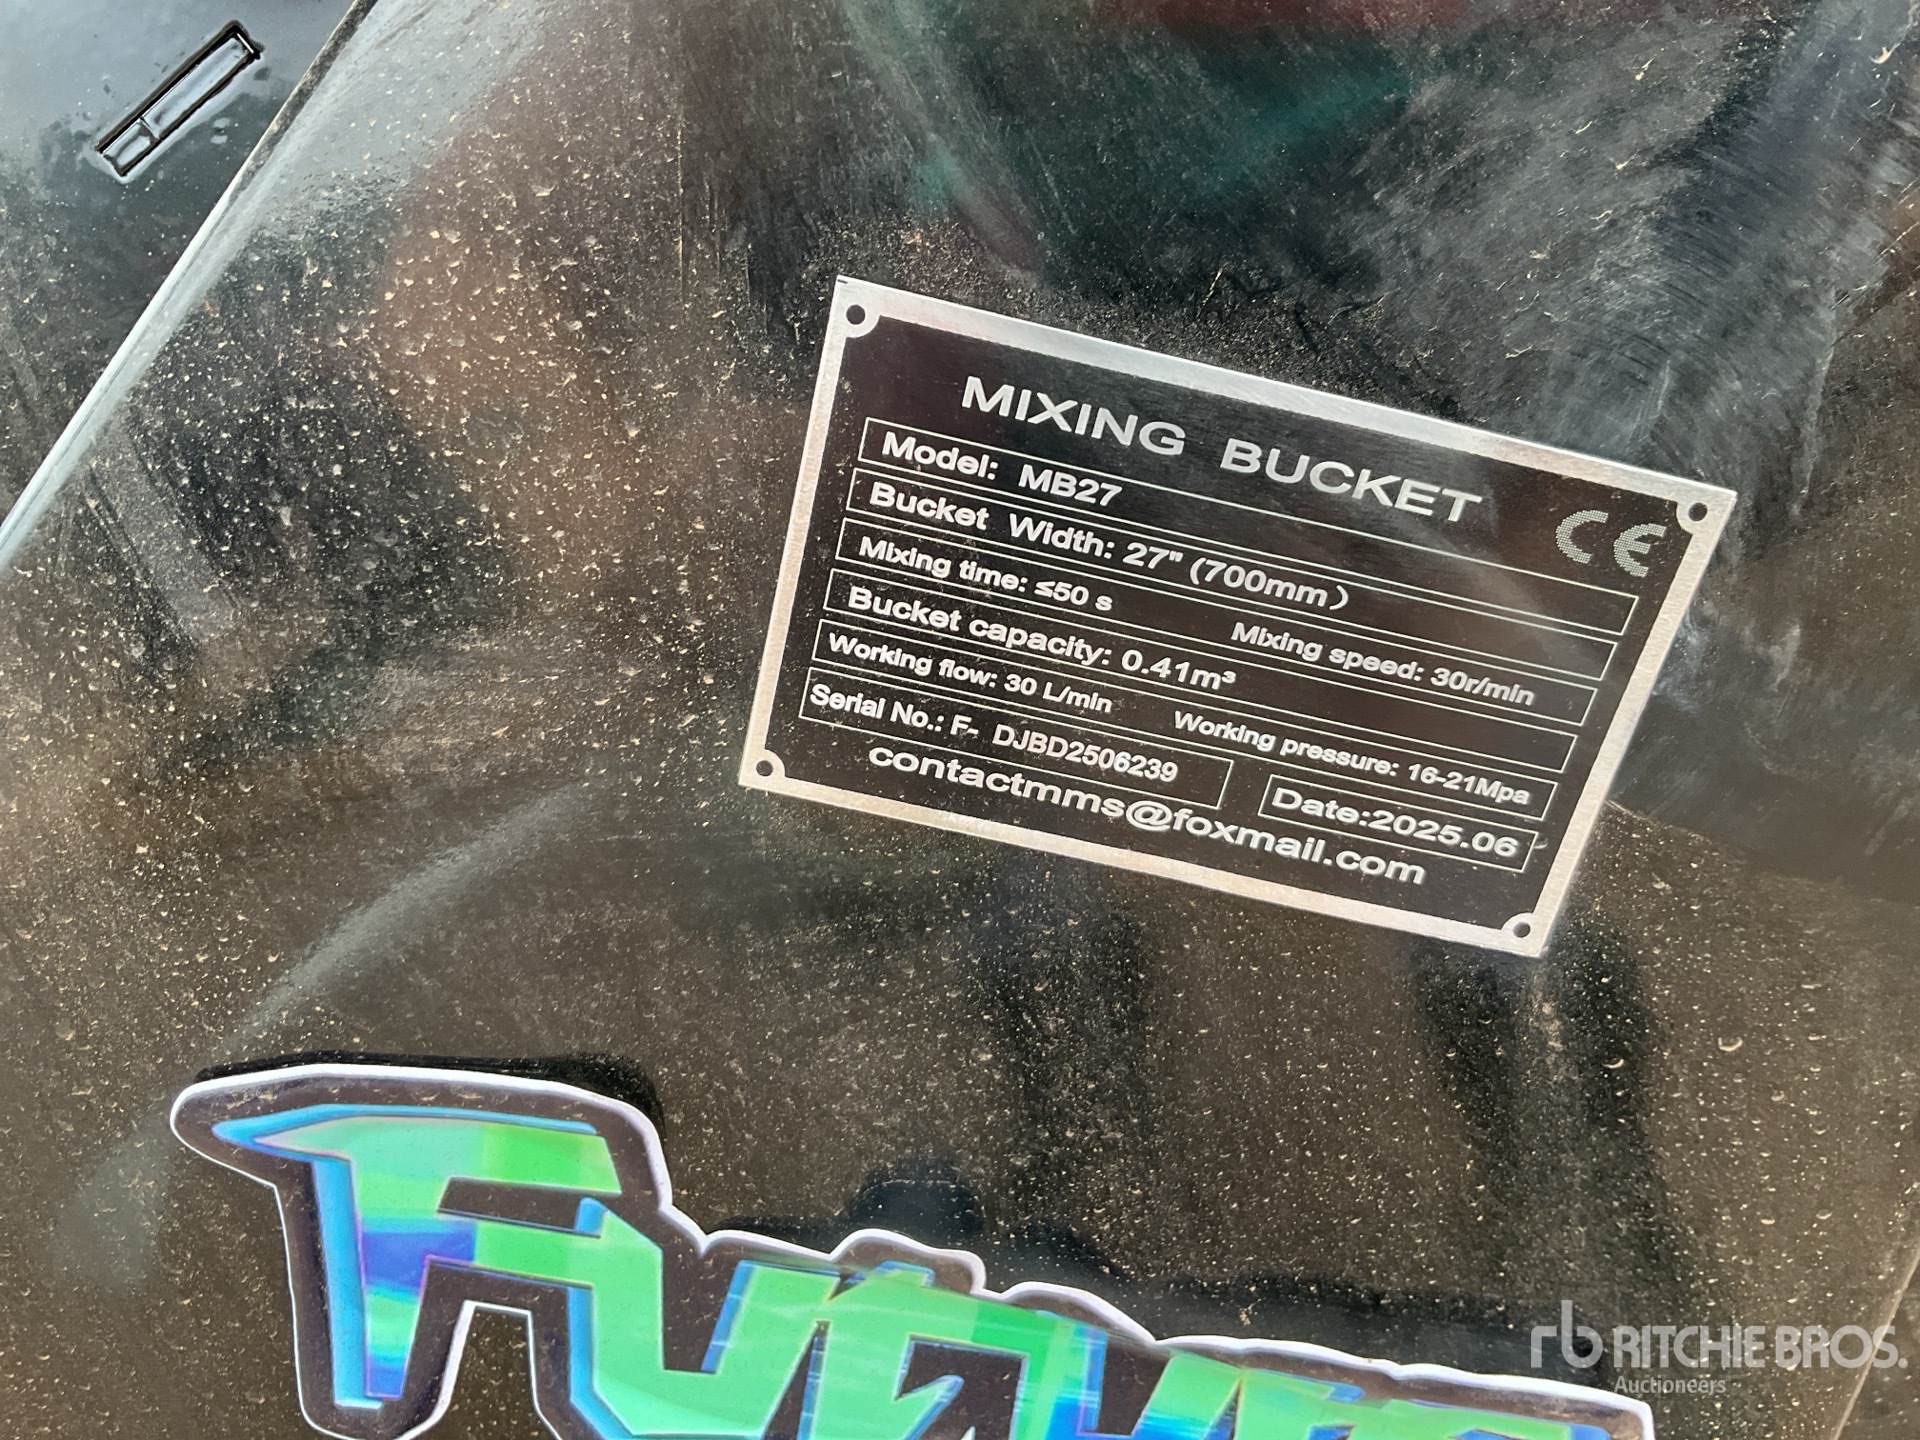 MIXING BUCKET
Model: MB27
CE
Bucket Width: 27" (700mm)
Mixing time: ≤50 s Mixing speed: 30r/min
Bucket capacity: 0.41m³
Working flow: 30 L/min Working pressure: 16-21Mpa
Serial No.: F- DJBD2506239 Date:2025.06
contactmms@foxmail.com
rb RITCHIE BROS.
Auctioneers